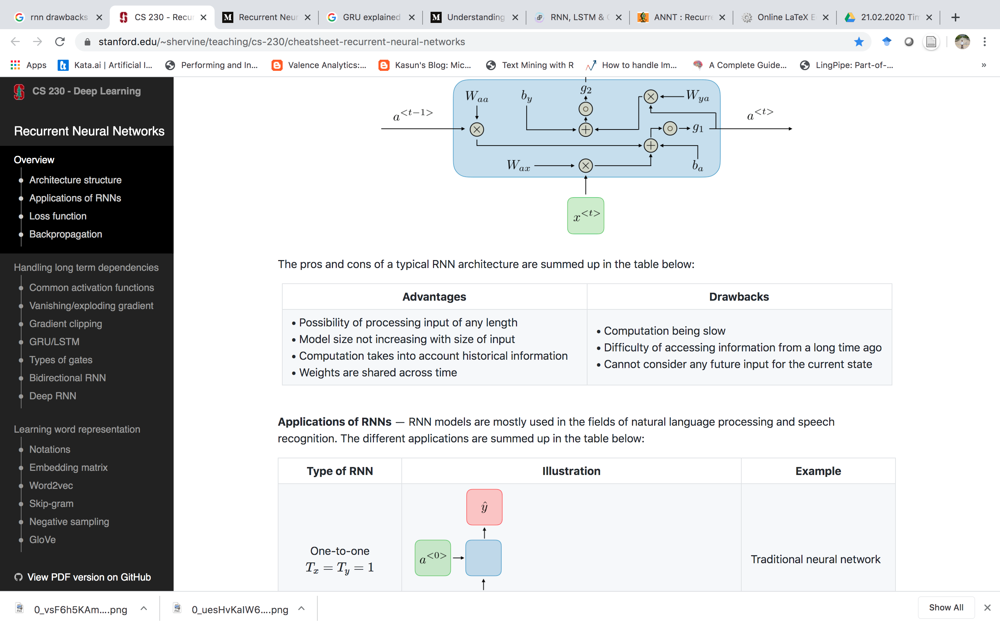 rnn drawbacks
CS 230 - Recur
Recurrent Neur
GRU explained
Understanding
RNN, LSTM &
ANNT : Recurre
Online LaTeX E
21.02.2020 Tim
stanford.edu/~shervine/teaching/cs-230/cheatsheet-recurrent-neural-networks
Apps
Kata.ai | Artificial I...
Performing and In...
Valence Analytics:...
Kasun's Blog: Mic...
Text Mining with R
How to handle Im...
A Complete Guide...
LingPipe: Part-of-...
»
CS 230 - Deep Learning
Recurrent Neural Networks
Overview
Architecture structure
Applications of RNNs
Loss function
Backpropagation
Handling long term dependencies
Common activation functions
Vanishing/exploding gradient
Gradient clipping
GRU/LSTM
Types of gates
Bidirectional RNN
Deep RNN
Learning word representation
Notations
Embedding matrix
Word2vec
Skip-gram
Negative sampling
GloVe
View PDF version on GitHub
W_{aa}
b_y
g_2
W_{ya}
a^{<t-1>}
a^{<t>}
g_1
W_{ax}
b_a
x^{<t>}
The pros and cons of a typical RNN architecture are summed up in the table below:
Advantages
• Possibility of processing input of any length
• Model size not increasing with size of input
• Computation takes into account historical information
• Weights are shared across time
Drawbacks
• Computation being slow
• Difficulty of accessing information from a long time ago
• Cannot consider any future input for the current state
Applications of RNNs — RNN models are mostly used in the fields of natural language processing and speech
recognition. The different applications are summed up in the table below:
Type of RNN
Illustration
Example
One-to-one
T_x = T_y = 1
ŷ
a^{<0>}
Traditional neural network
0_vsF6h5KAm....png
0_uesHvKaIW6....png
Show All